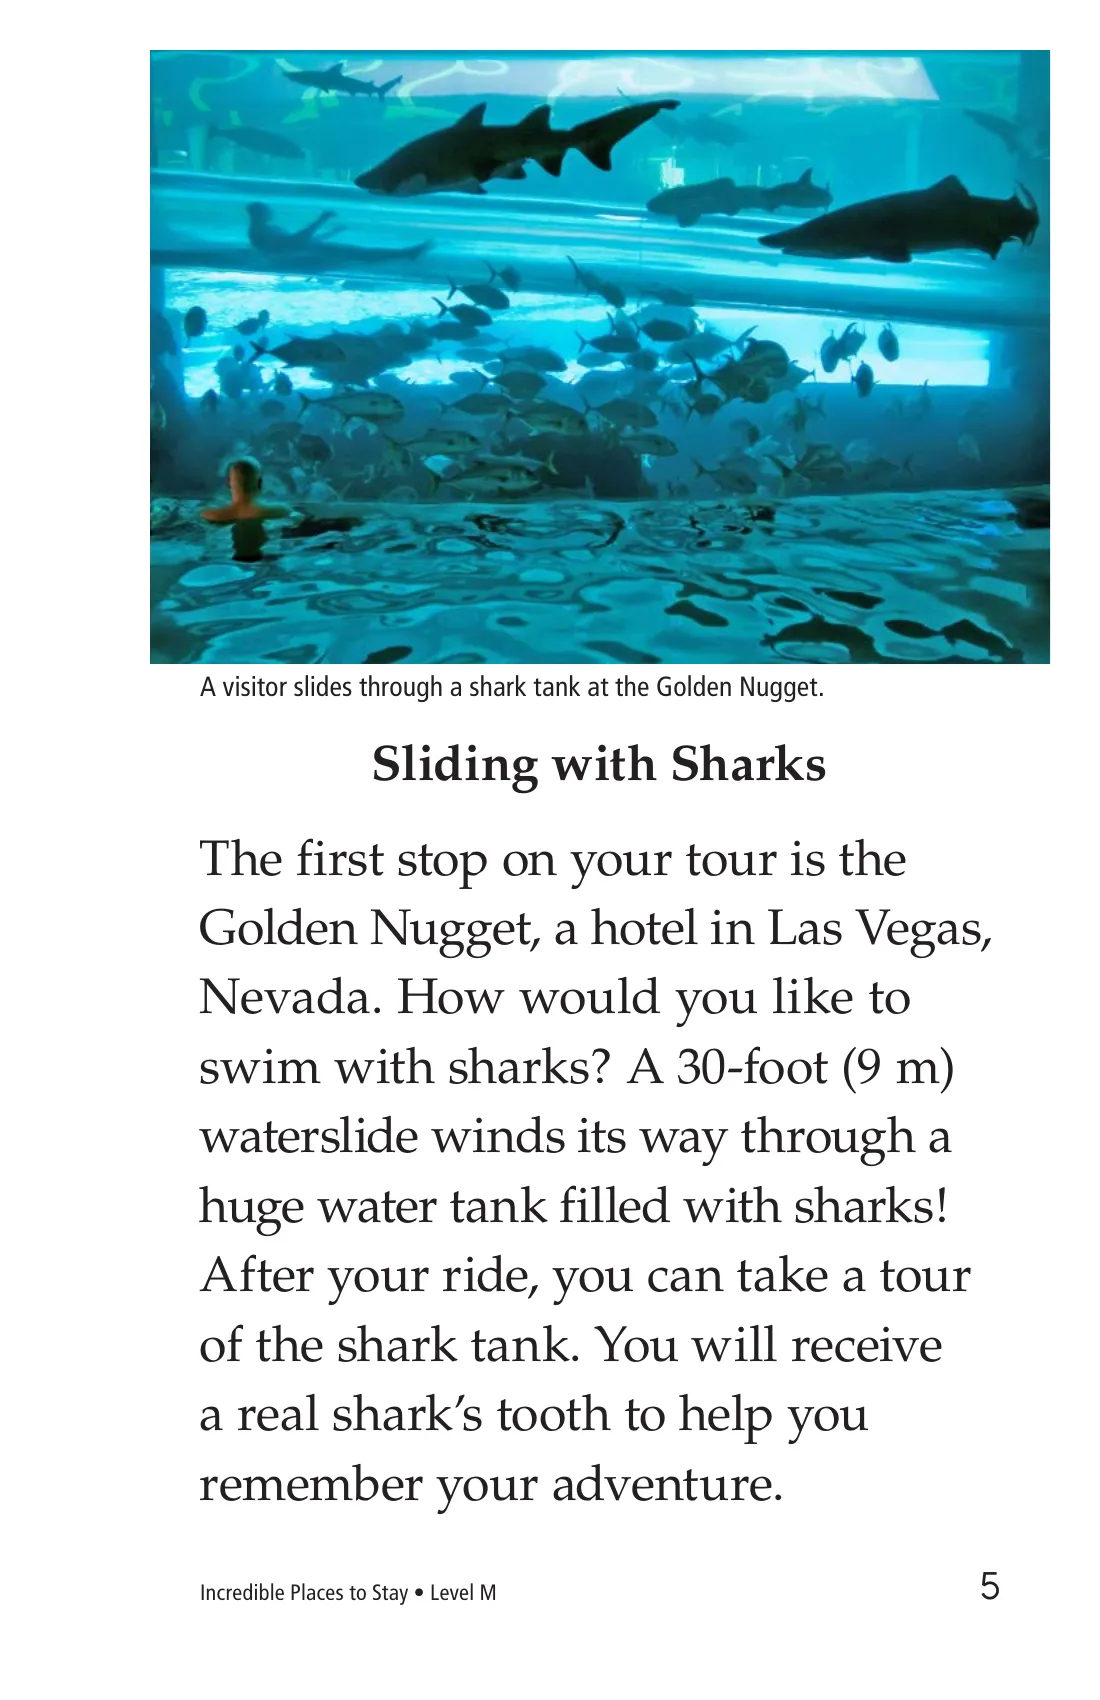 A visitor slides through a shark tank at the Golden Nugget.
Sliding with Sharks
The first stop on your tour is the
Golden Nugget, a hotel in Las Vegas,
Nevada. How would you like to
swim with sharks? A 30-foot (9 m)
waterslide winds its way through a
huge water tank filled with sharks!
After your ride, you can take a tour
of the shark tank. You will receive
a real shark’s tooth to help you
remember your adventure.
Incredible Places to Stay • Level M
5